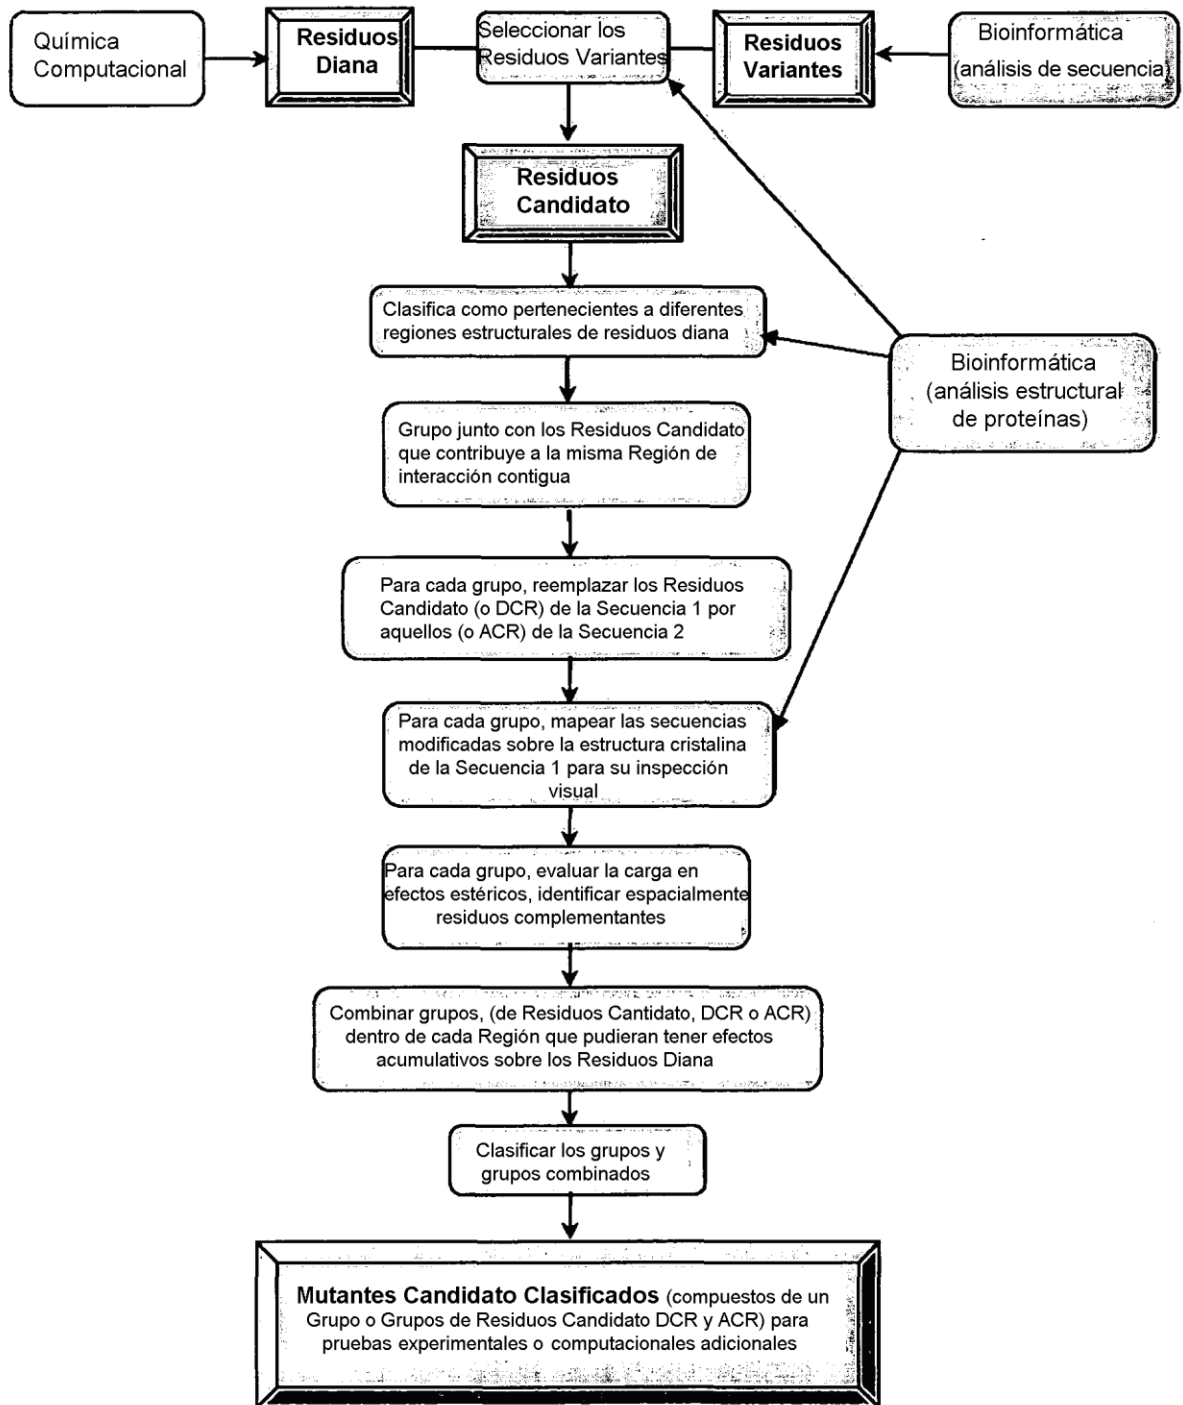 Química
Computacional
Residuos
Diana
Seleccionar los
Residuos Variantes
Residuos
Variantes
Bioinformática
(análisis de secuencia)
Residuos
Candidato
Clasifica como pertenecientes a diferentes
regiones estructurales de residuos diana
Bioinformática
(análisis estructural
de proteínas)
Grupo junto con los Residuos Candidato
que contribuye a la misma Región de
interacción contigua
Para cada grupo, reemplazar los Residuos
Candidato (o DCR) de la Secuencia 1 por
aquellos (o ACR) de la Secuencia 2
Para cada grupo, mapear las secuencias
modificadas sobre la estructura cristalina
de la Secuencia 1 para su inspección
visual
Para cada grupo, evaluar la carga en
efectos estéricos, identificar espacialmente
residuos complementantes
Combinar grupos, (de Residuos Cantidato, DCR o ACR)
dentro de cada Región que pudieran tener efectos
acumulativos sobre los Residuos Diana
Clasificar los grupos y
grupos combinados
Mutantes Candidato Clasificados (compuestos de un
Grupo o Grupos de Residuos Candidato DCR y ACR) para
pruebas experimentales o computacionales adicionales